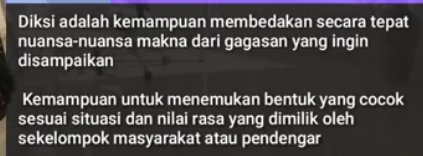 Diksi adalah kemampuan membedakan secara tepat
nuansa-nuansa makna dari gagasan yang ingin
disampaikan
Kemampuan untuk menemukan bentuk yang cocok
sesuai situasi dan nilai rasa yang dimilik oleh
sekelompok masyarakat atau pendengar